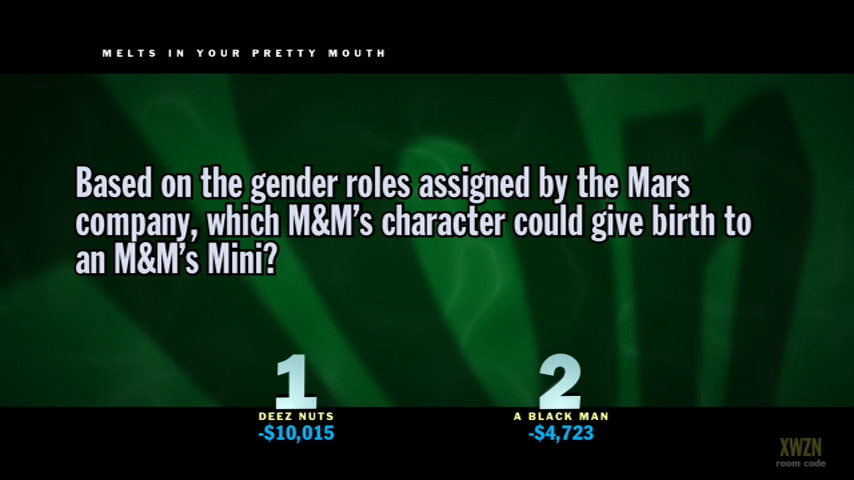 MELTS IN YOUR PRETTY MOUTH
Based on the gender roles assigned by the Mars
company, which M&M's character could give birth to
an M&M's Mini?
1
DEEZ NUTS
-$10,015
2
A BLACK MAN
-$4,723
XWZN
room code